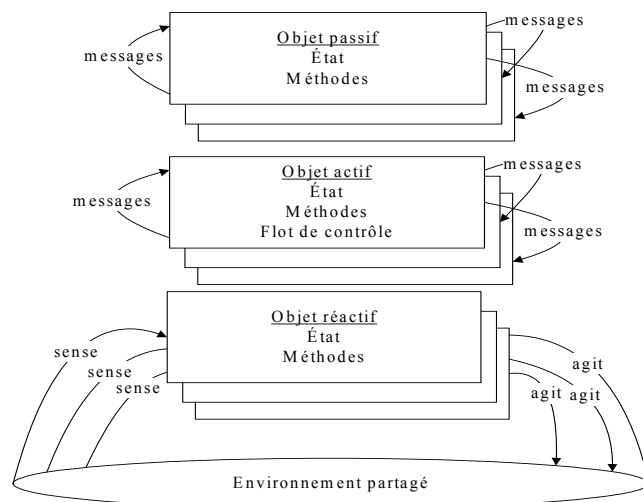 messages
Objet passif
État
messages
Méthodes
messages
messages
Objet actif
État
messages
Méthodes
messages
Flot de contrôle
Objet réactif
État
Méthodes
sense
sense
sense
agit
agit
agit
Environnement partagé